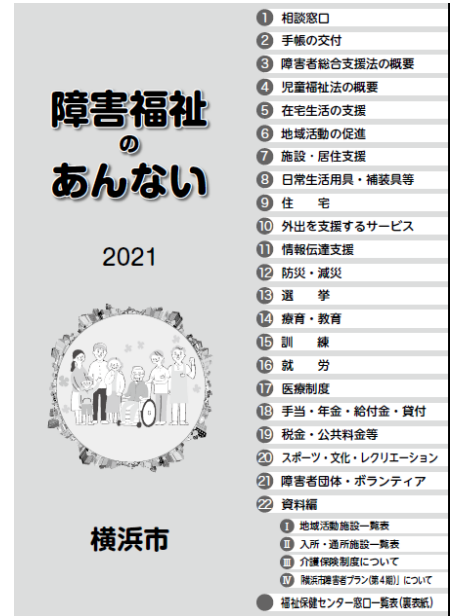 障害福祉
の
あんない
2021
横浜市
1 相談窓口
2 手帳の交付
3 障害者総合支援法の概要
4 児童福祉法の概要
5 在宅生活の支援
6 地域活動の促進
7 施設・居住支援
8 日常生活用具・補装具等
9 住　宅
10 外出を支援するサービス
11 情報伝達支援
12 防災・減災
13 選　挙
14 療育・教育
15 訓　練
16 就　労
17 医療制度
18 手当・年金・給付金・貸付
19 税金・公共料金等
20 スポーツ・文化・レクリエーション
21 障害者団体・ボランティア
22 資料編
Ⅰ 地域活動施設一覧表
Ⅱ 入所・通所施設一覧表
Ⅲ 介護保険制度について
Ⅳ 「横浜市障害者プラン(第4期)」について
福祉保健センター窓口一覧表(裏表紙)